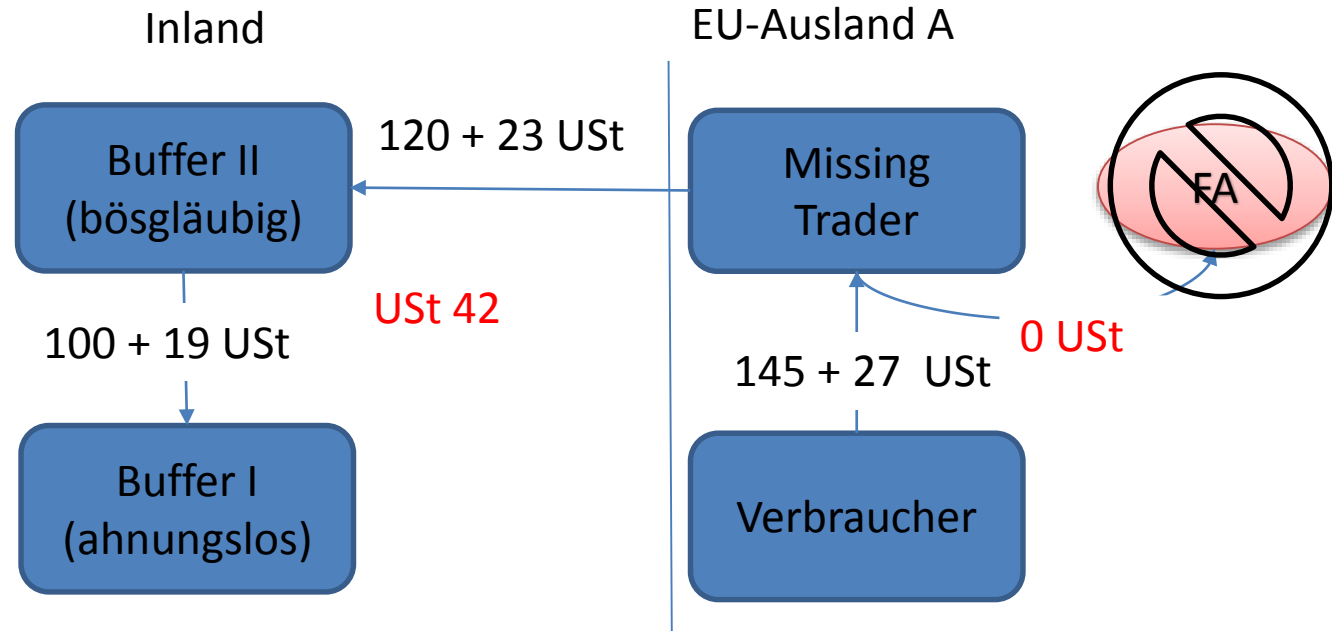 Inland
EU-Ausland A
Buffer II
(bösgläubig)
120 + 23 USt
Missing
Trader
FA
USt 42
0 USt
100 + 19 USt
145 + 27 USt
Buffer I
(ahnungslos)
Verbraucher